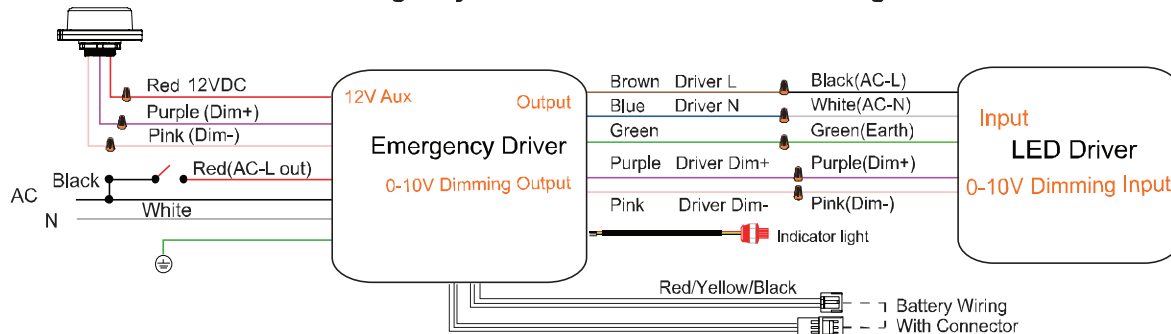 Red 12VDC
Purple (Dim+)
Pink (Dim-)
12V Aux
Output
Emergency Driver
0-10V Dimming Output
Black
Red(AC-L out)
AC
White
N
Brown Driver L
Black(AC-L)
Blue Driver N
White(AC-N)
Green
Green(Earth)
Purple Driver Dim+
Purple(Dim+)
Pink Driver Dim-
Pink(Dim-)
Indicator light
Input
LED Driver
0-10V Dimming Input
Red/Yellow/Black
Battery Wiring
With Connector